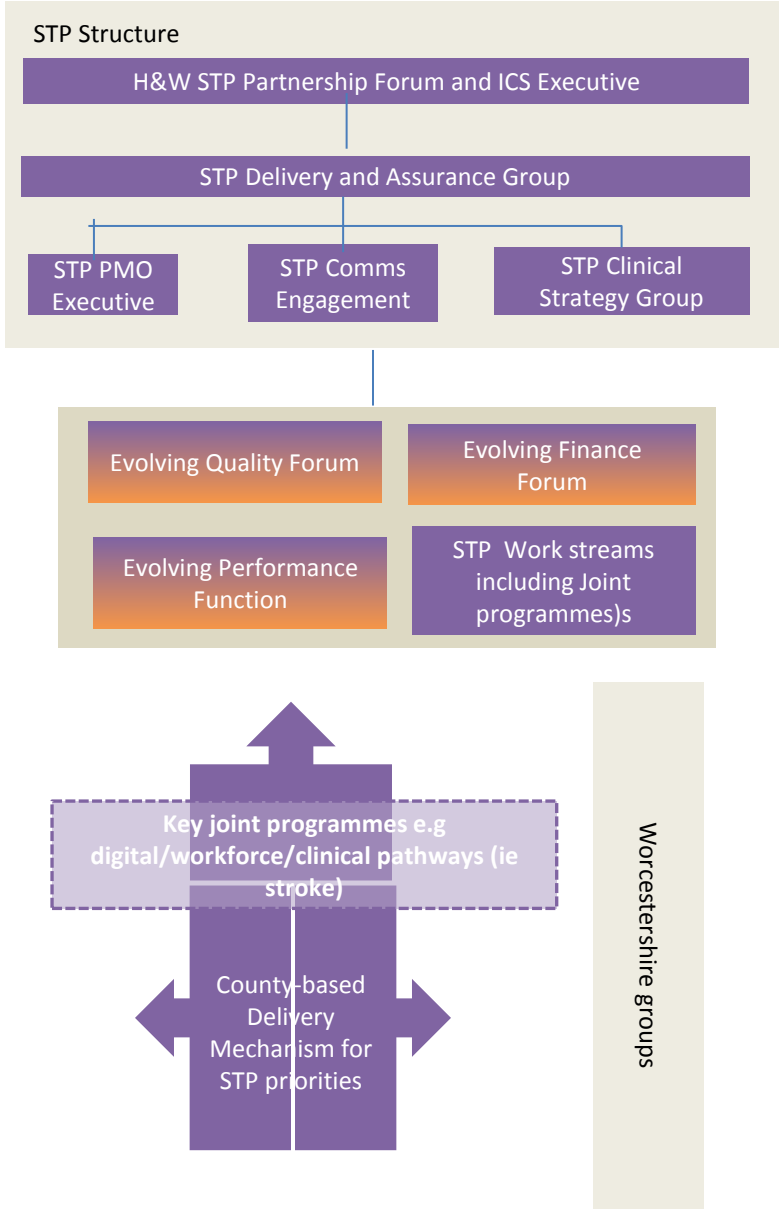 STP Structure
H&W STP Partnership Forum and ICS Executive
STP Delivery and Assurance Group
STP PMO
Executive
STP Comms
Engagement
STP Clinical
Strategy Group
Evolving Quality Forum
Evolving Finance
Forum
Evolving Performance
Function
STP  Work streams
including Joint
programmes)s
Key joint programmes e.g
digital/workforce/clinical pathways (ie
stroke)
County-based
Delivery
Mechanism for
STP priorities
Worcestershire groups